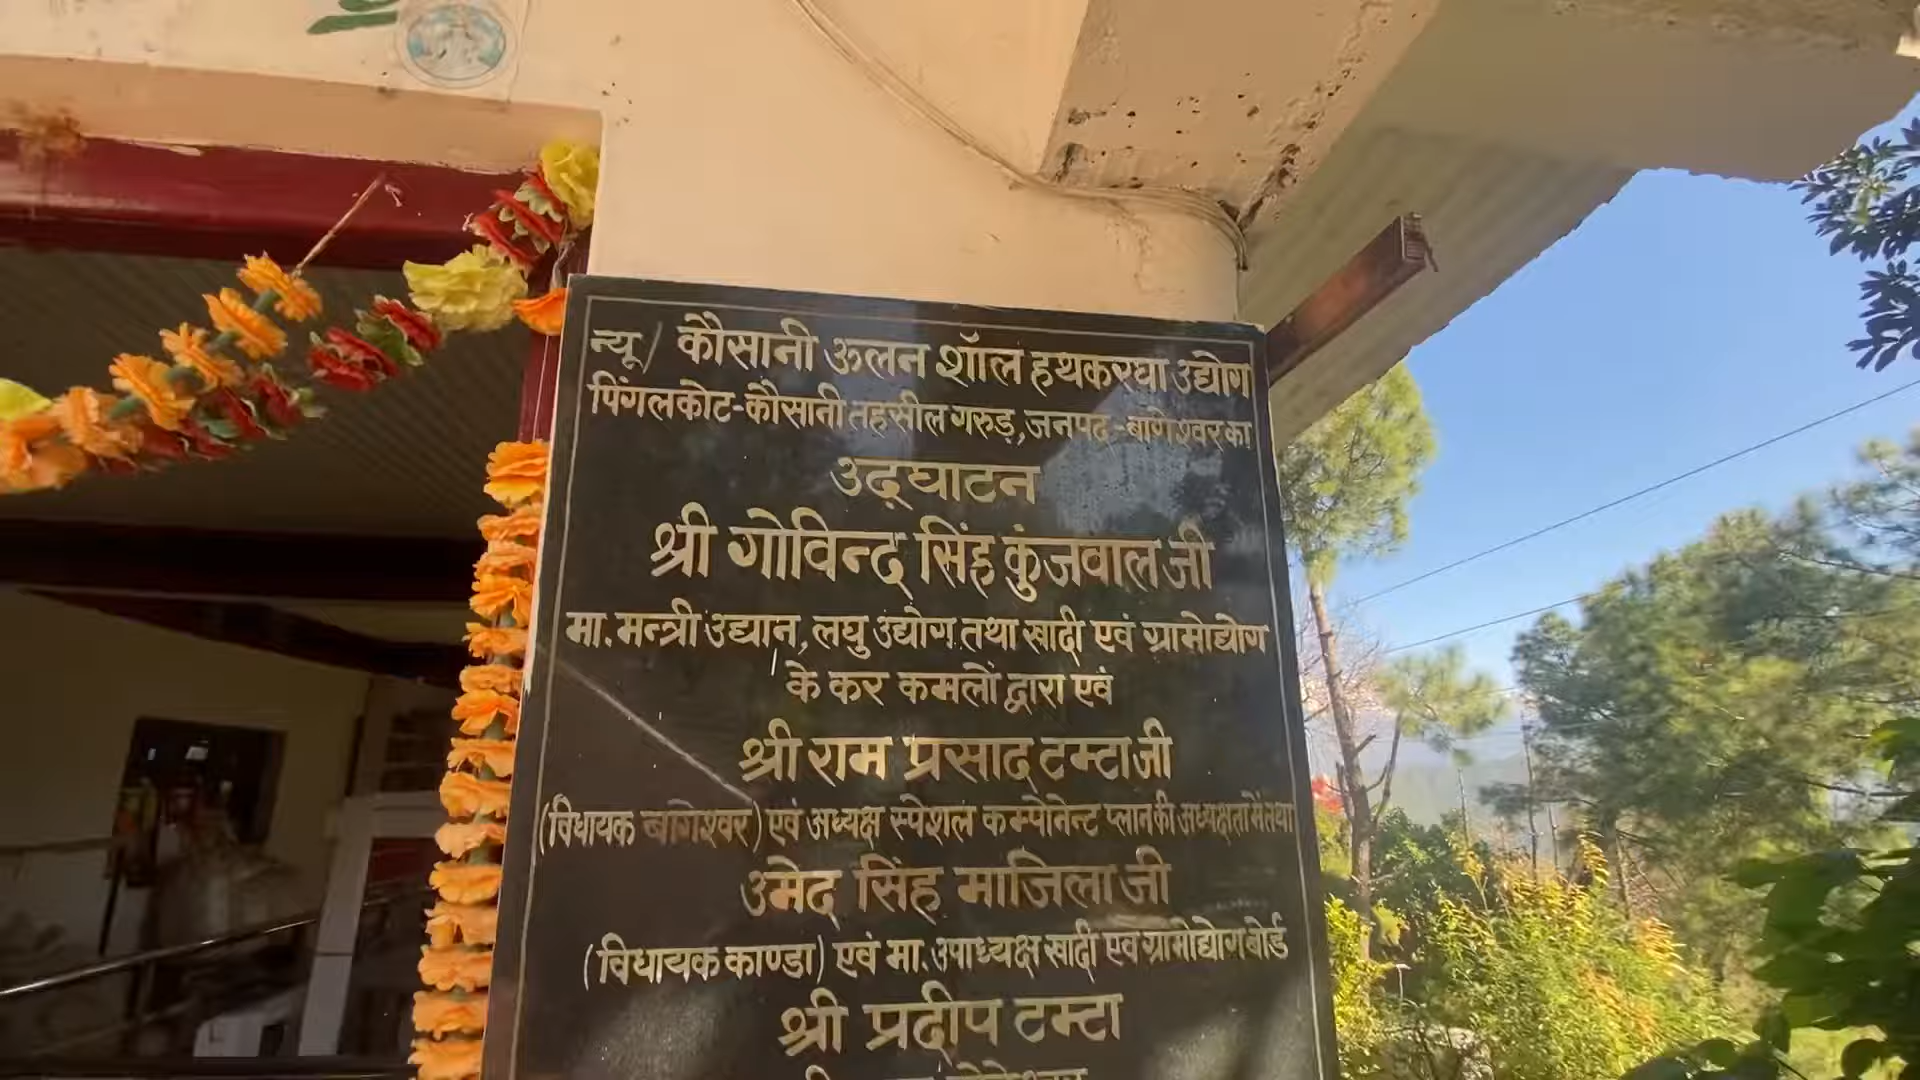 न्यू/ कौसानी ऊलन शॉल हथकरघा उद्योग
पिंगलकोट-कौसानी तहसील गरुड़, जनपद-बागेश्वर का
उद्घाटन
श्री गोविन्द सिंह कुंजवाल जी
मा. मन्त्री उद्यान, लघु उद्योग तथा खादी एवं ग्रामोद्योग
के कर कमलों द्वारा एवं
श्री राम प्रसाद टम्टा जी
(विधायक बागेश्वर) एवं अध्यक्ष स्पेशल कम्पोनेन्ट प्लान की अध्यक्षता में तथा
उमेद सिंह माजिला जी
(विधायक काण्डा) एवं मा. उपाध्यक्ष खादी एवं ग्रामोद्योग बोर्ड
श्री प्रदीप टम्टा